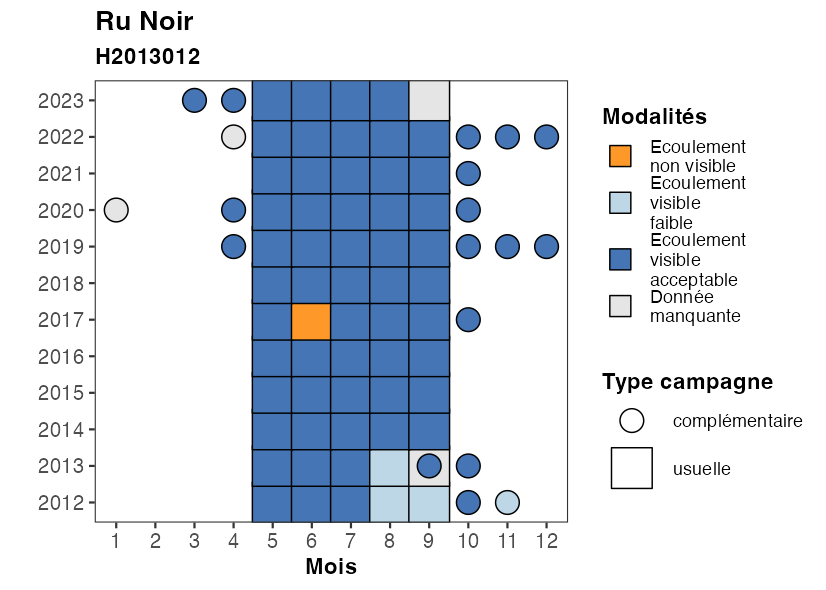 Ru Noir
H2013012
2023
2022
2021
2020
2019
2018
2017
2016
2015
2014
2013
2012
1 2 3 4 5 6 7 8 9 10 11 12
Mois
Modalités
Ecoulement
non visible
Ecoulement
visible
faible
Ecoulement
visible
acceptable
Donnée
manquante
Type campagne
complémentaire
usuelle